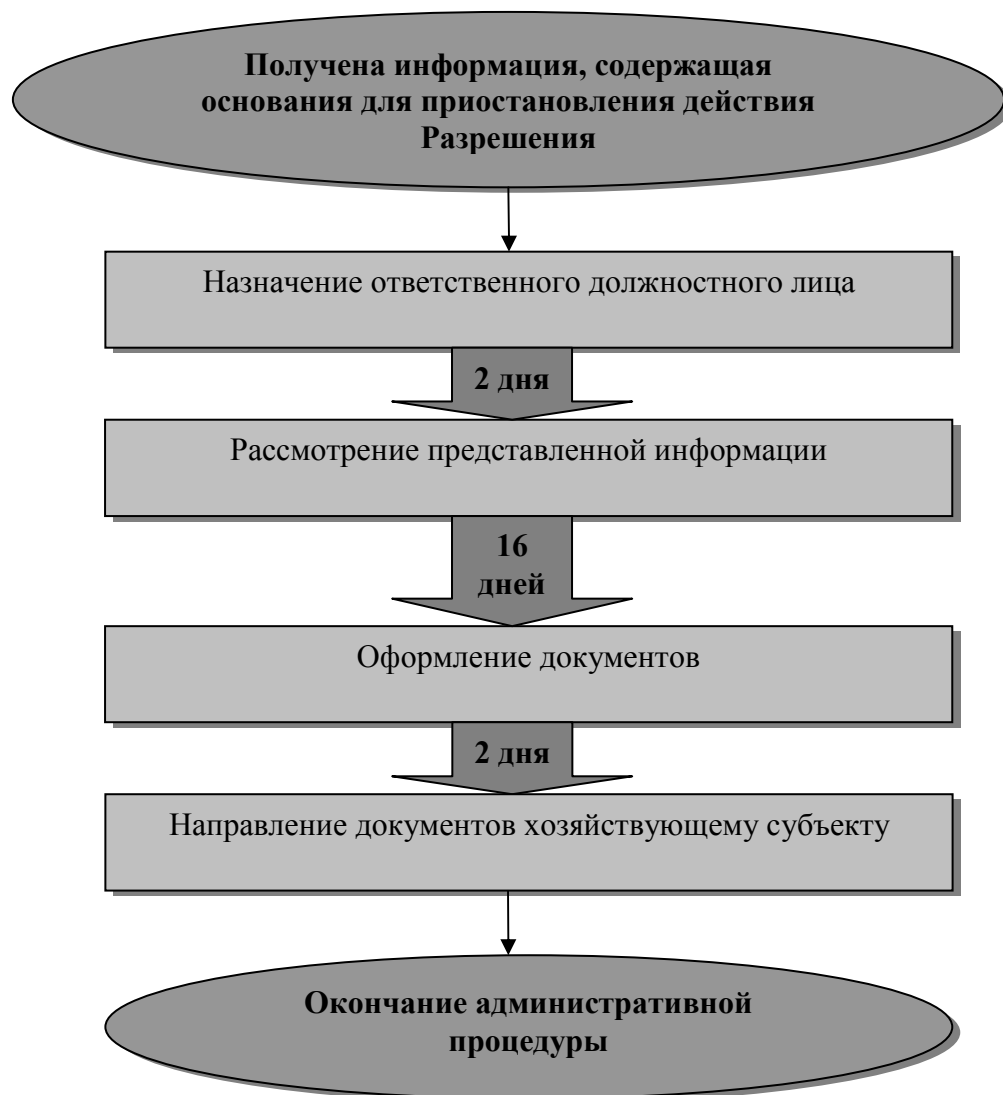 Получена информация, содержащая
основания для приостановления действия
Разрешения
Назначение ответственного должностного лица
2 дня
Рассмотрение представленной информации
16
дней
Оформление документов
2 дня
Направление документов хозяйствующему субъекту
Окончание административной
процедуры